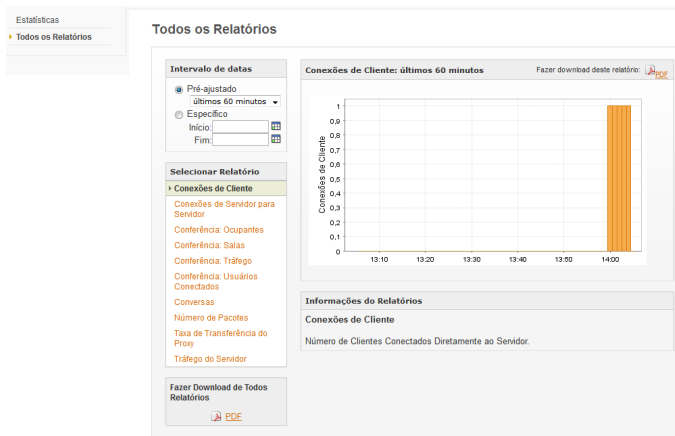 Estatísticas
Todos os Relatórios
Todos os Relatórios
Intervalo de datas
Pré-ajustado
últimos 60 minutos
Específico
Início:
Fim:
Selecionar Relatório
Conexões de Cliente
Conexões de Servidor para
Servidor
Conferência: Ocupantes
Conferência: Salas
Conferência: Tráfego
Conferência: Usuários
Conectados
Conversas
Número de Pacotes
Taxa de Transferência do
Proxy
Tráfego do Servidor
Fazer Download de Todos
Relatórios
PDF
Conexões de Cliente: últimos 60 minutos
Fazer download deste relatório: PDF
Conexões de Cliente
1
0,9
0,8
0,7
0,6
0,5
0,4
0,3
0,2
0,1
0
13:10 13:20 13:30 13:40 13:50 14:00
Informações do Relatórios
Conexões de Cliente
Número de Clientes Conectados Diretamente ao Servidor.